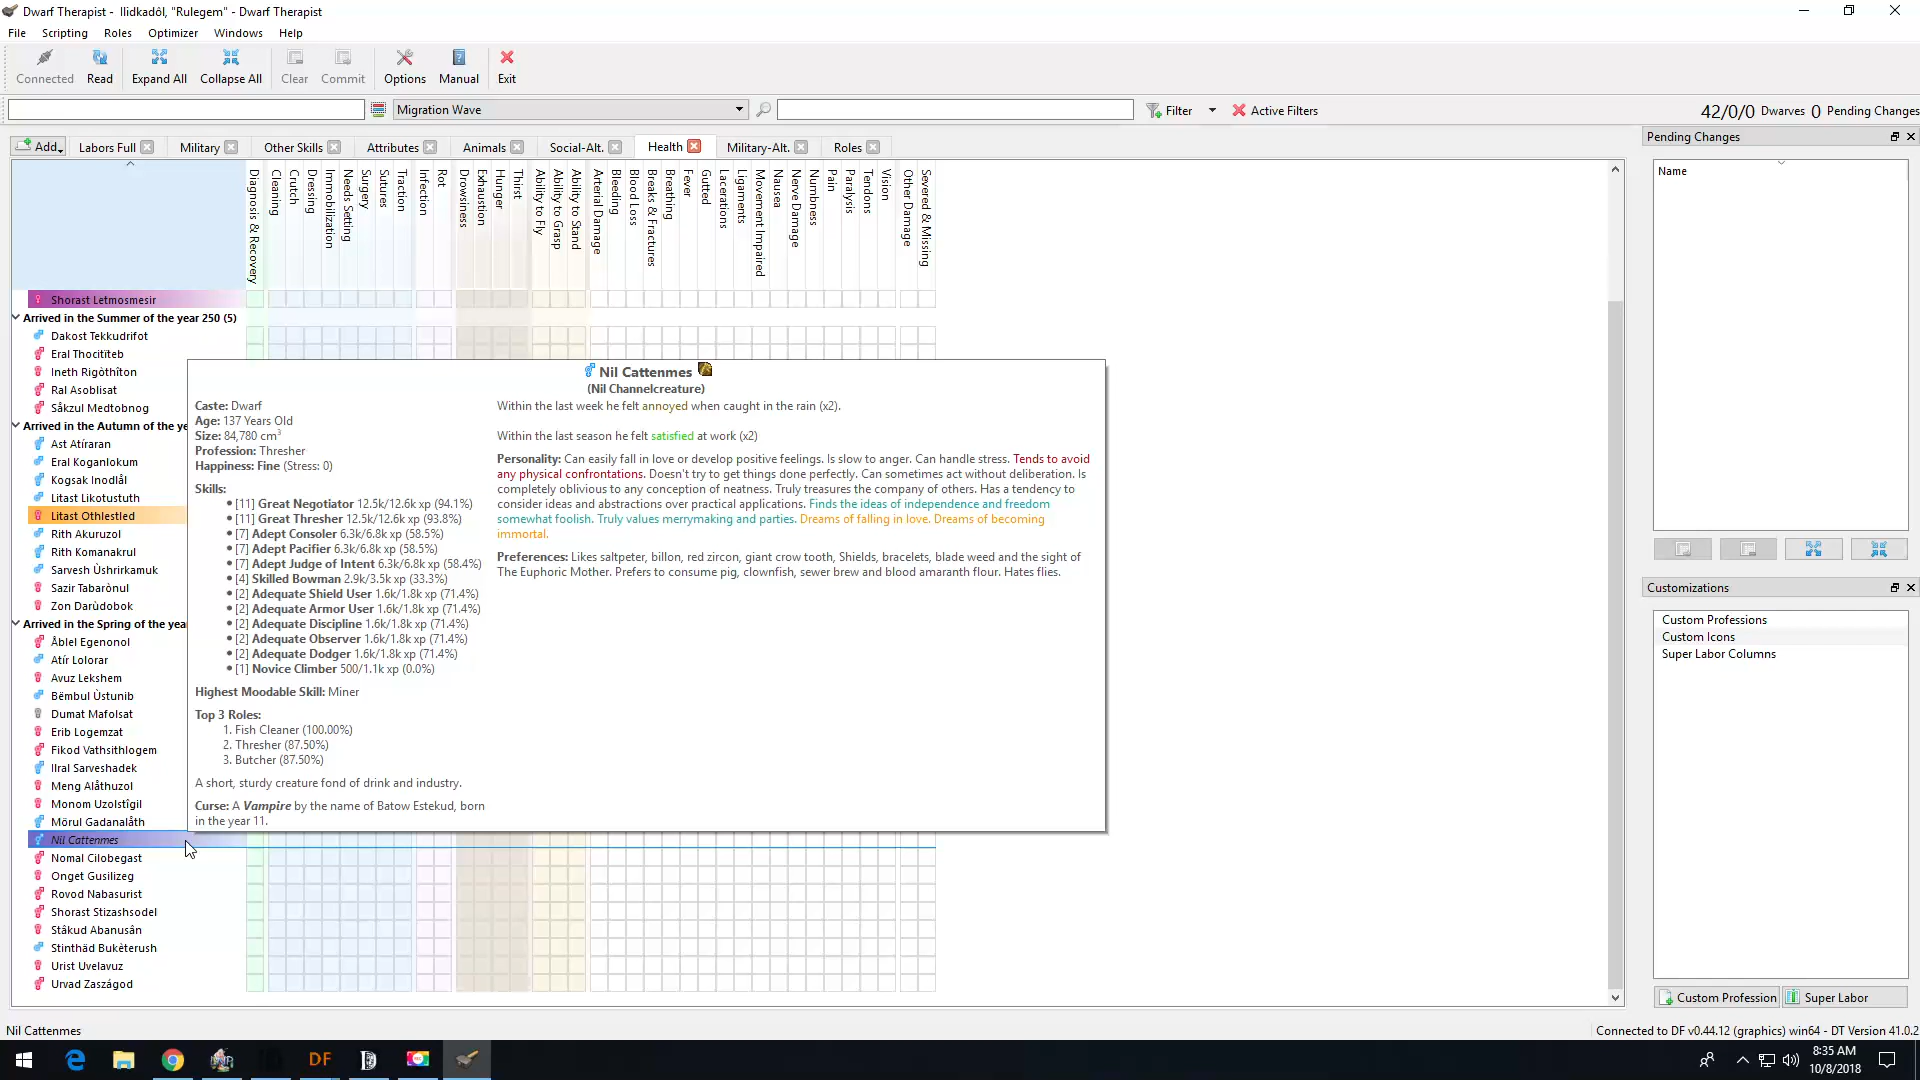 Dwarf Therapist - Ilidkadôl, "Rulegem" - Dwarf Therapist
File Scripting Roles Optimizer Windows Help
Connected Read Expand All Collapse All Clear Commit Options Manual Exit
Migration Wave Filter Active Filters 42/0/0 Dwarves 0 Pending Changes
Add Labors Full Military Other Skills Attributes Animals Social-Alt. Health Military-Alt. Roles
Diagnosis & Recovery
Cleaning
Crutch
Dressing
Immobilization
Needs Setting
Surgery
Sutures
Traction
Infection
Rot
Drowsiness
Exhaustion
Hunger
Thirst
Ability to Fly
Ability to Grasp
Ability to Stand
Arterial Damage
Bleeding
Blood Loss
Breaks & Fractures
Breathing
Fever
Gutted
Lacerations
Ligaments
Movement Impaired
Nausea
Nerve Damage
Numbness
Pain
Paralysis
Tendons
Vision
Other Damage
Severed & Missing
Shorast Letmosmesir
Arrived in the Summer of the year 250 (5)
Dakost Tekkudrifot
Eral Thocitïteb
Ineth Rigòthîton
Ral Asoblisat
Såkzul Medtobnog
Arrived in the Autumn of the ye
Ast Atíraran
Eral Koganlokum
Kogsak Inodlål
Litast Likotustuth
Litast Othlestled
Rith Akuruzol
Rith Komanakrul
Sarvesh Ùshrirkamuk
Sazir Tabarònul
Zon Darùdobok
Arrived in the Spring of the year
Åblel Egenonol
Atír Lolorar
Avuz Lekshem
Bëmbul Ùstunib
Dumat Mafolsat
Erib Logemzat
Fikod Vathsithlogem
Ilral Sarveshadek
Meng Alåthuzol
Monom Uzolstîgil
Mörul Gadanalåth
Nil Cattenmes
Nomal Cilobegast
Onget Gusilizeg
Rovod Nabasurist
Shorast Stizashsodel
Ståkud Abanusân
Stinthäd Bukèterush
Urist Uvelavuz
Urvad Zaszágod
Nil Cattenmes
(Nil Channelcreature)
Caste: Dwarf
Age: 137 Years Old
Size: 84,780 cm³
Profession: Thresher
Happiness: Fine (Stress: 0)
Skills:
• [11] Great Negotiator 12.5k/12.6k xp (94.1%)
• [11] Great Thresher 12.5k/12.6k xp (93.8%)
• [7] Adept Consoler 6.3k/6.8k xp (58.5%)
• [7] Adept Pacifier 6.3k/6.8k xp (58.5%)
• [7] Adept Judge of Intent 6.3k/6.8k xp (58.4%)
• [4] Skilled Bowman 2.9k/3.5k xp (33.3%)
• [2] Adequate Shield User 1.6k/1.8k xp (71.4%)
• [2] Adequate Armor User 1.6k/1.8k xp (71.4%)
• [2] Adequate Discipline 1.6k/1.8k xp (71.4%)
• [2] Adequate Observer 1.6k/1.8k xp (71.4%)
• [2] Adequate Dodger 1.6k/1.8k xp (71.4%)
• [1] Novice Climber 500/1.1k xp (0.0%)
Highest Moodable Skill: Miner
Top 3 Roles:
1. Fish Cleaner (100.00%)
2. Thresher (87.50%)
3. Butcher (87.50%)
A short, sturdy creature fond of drink and industry.
Curse: A Vampire by the name of Batow Estekud, born
in the year 11.
Within the last week he felt annoyed when caught in the rain (x2).
Within the last season he felt satisfied at work (x2)
Personality: Can easily fall in love or develop positive feelings. Is slow to anger. Can handle stress. Tends to avoid
any physical confrontations. Doesn't try to get things done perfectly. Can sometimes act without deliberation. Is
completely oblivious to any conception of neatness. Truly treasures the company of others. Has a tendency to
consider ideas and abstractions over practical applications. Finds the ideas of independence and freedom
somewhat foolish. Truly values merrymaking and parties. Dreams of falling in love. Dreams of becoming
immortal.
Preferences: Likes saltpeter, billon, red zircon, giant crow tooth, Shields, bracelets, blade weed and the sight of
The Euphoric Mother. Prefers to consume pig, clownfish, sewer brew and blood amaranth flour. Hates flies.
Pending Changes
Name
Customizations
Custom Professions
Custom Icons
Super Labor Columns
Custom Profession Super Labor
Nil Cattenmes
Connected to DF v0.44.12 (graphics) win64 - DT Version 41.0.2
DF
8:35 AM
10/8/2018